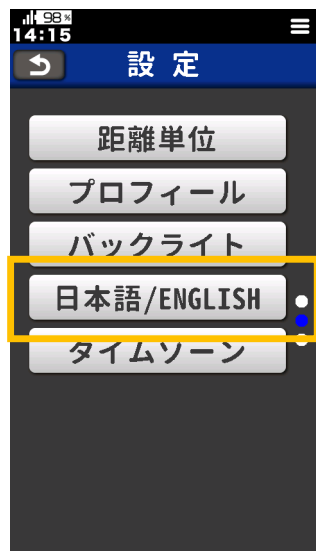 98%
14:15
設定
距離単位
プロフィール
バックライト
日本語/ENGLISH
タイムゾーン